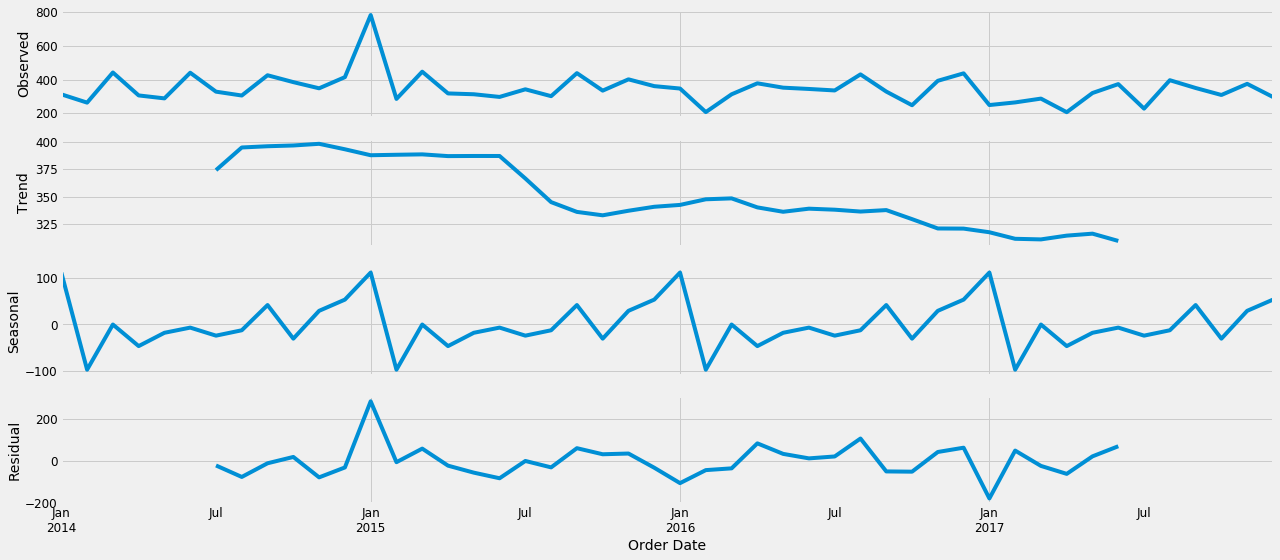 Observed
800
600
400
200
Trend
400
375
350
325
Seasonal
100
0
−100
Residual
200
0
−200
Jan Jul Jan Jul Jan Jul Jan Jul
2014 2015 2016 2017
Order Date